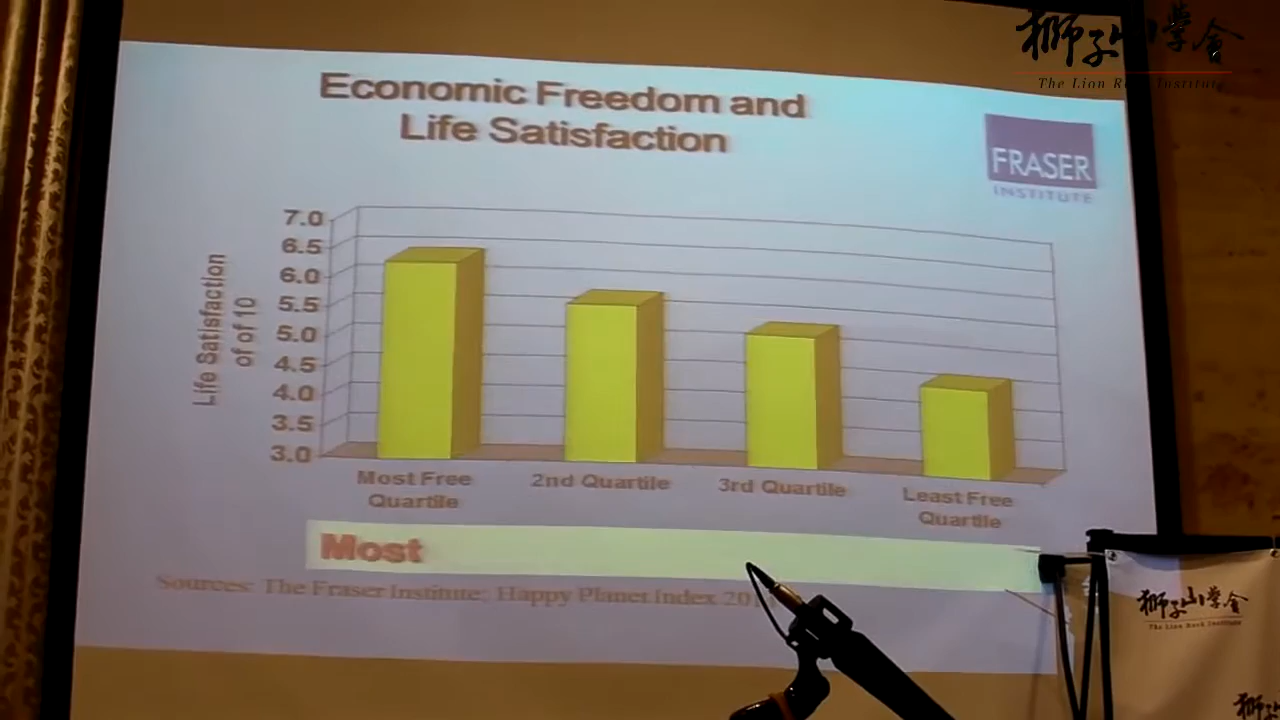 獅子山學會
The Lion Rock Institute
Economic Freedom and
Life Satisfaction
FRASER
INSTITUTE
7.0
6.5
6.0
5.5
5.0
4.5
4.0
3.5
3.0
Life Satisfaction
of of 10
Most Free
Quartile
2nd Quartile
3rd Quartile
Least Free
Quartile
Most
Sources: The Fraser Institute; Happy Planet Index
獅子山學會
The Lion Rock Institute